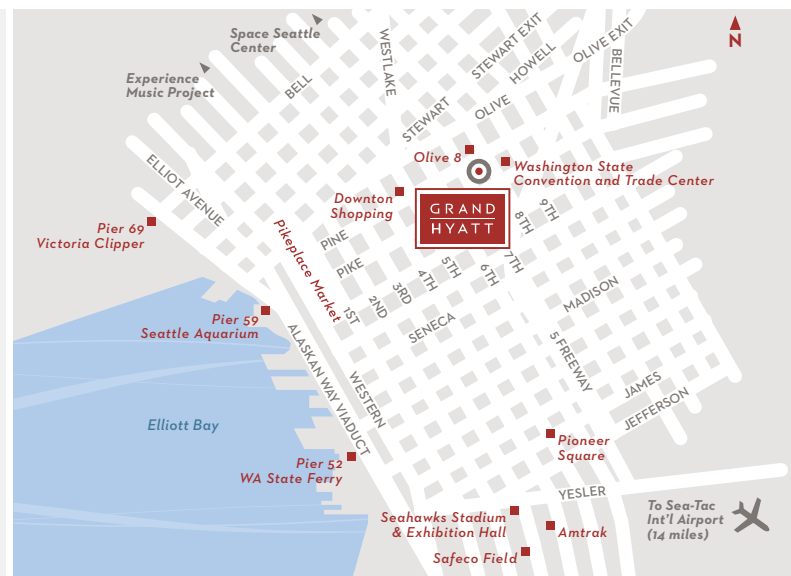 Space Seattle
Center
Experience
Music Project
BELL
WESTLAKE
STEWART EXIT
HOWELL
OLIVE EXIT
BELLEVUE
N
STEWART
OLIVE
ELLIOT AVENUE
Olive 8
Washington State
Convention and Trade Center
Downton
Shopping
GRAND
HYATT
9TH
8TH
7TH
6TH
5TH
4TH
3RD
2ND
1ST
PINE
PIKE
Pikeplace Market
Pier 69
Victoria Clipper
SENECA
MADISON
Pier 59
Seattle Aquarium
ALASKAN WAY VIADUCT
WESTERN
5 FREEWAY
JAMES
JEFFERSON
Elliott Bay
Pioneer
Square
Pier 52
WA State Ferry
YESLER
Seahawks Stadium
& Exhibition Hall
Amtrak
Safeco Field
To Sea-Tac
Int'l Airport
(14 miles)